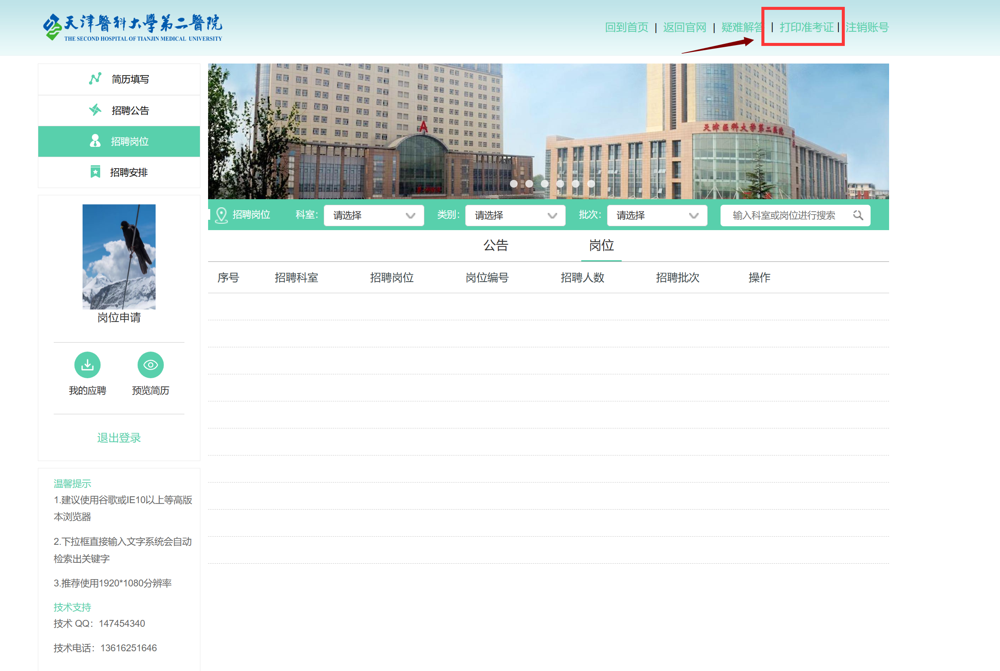 天津醫科大學第二醫院
THE SECOND HOSPITAL OF TIANJIN MEDICAL UNIVERSITY
回到首页 | 返回官网 | 疑难解答 | 打印准考证 | 注销账号
简历填写
招聘公告
招聘岗位
招聘安排
岗位申请
我的应聘 预览简历
退出登录
温馨提示
1.建议使用谷歌或IE10以上等高版
本浏览器
2.下拉框直接输入文字系统会自动
检索出关键字
3.推荐使用1920*1080分辨率
技术支持
技术 QQ：147454340
技术电话：13616251646
A
天津医科大学第二医院
招聘岗位 科室： 请选择 类别： 请选择 批次： 请选择 输入科室或岗位进行搜索
公告 岗位
序号 招聘科室 招聘岗位 岗位编号 招聘人数 招聘批次 操作